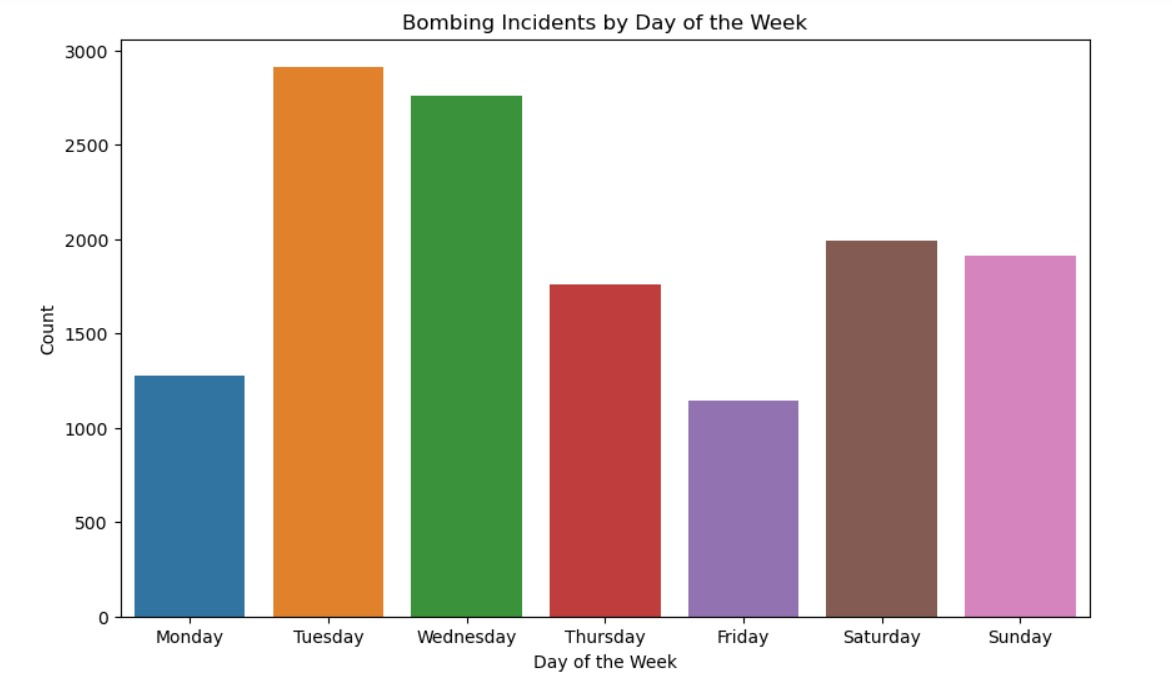 Bombing Incidents by Day of the Week
3000
2500
2000
1500
1000
500
0
Count
Monday Tuesday Wednesday Thursday Friday Saturday Sunday
Day of the Week